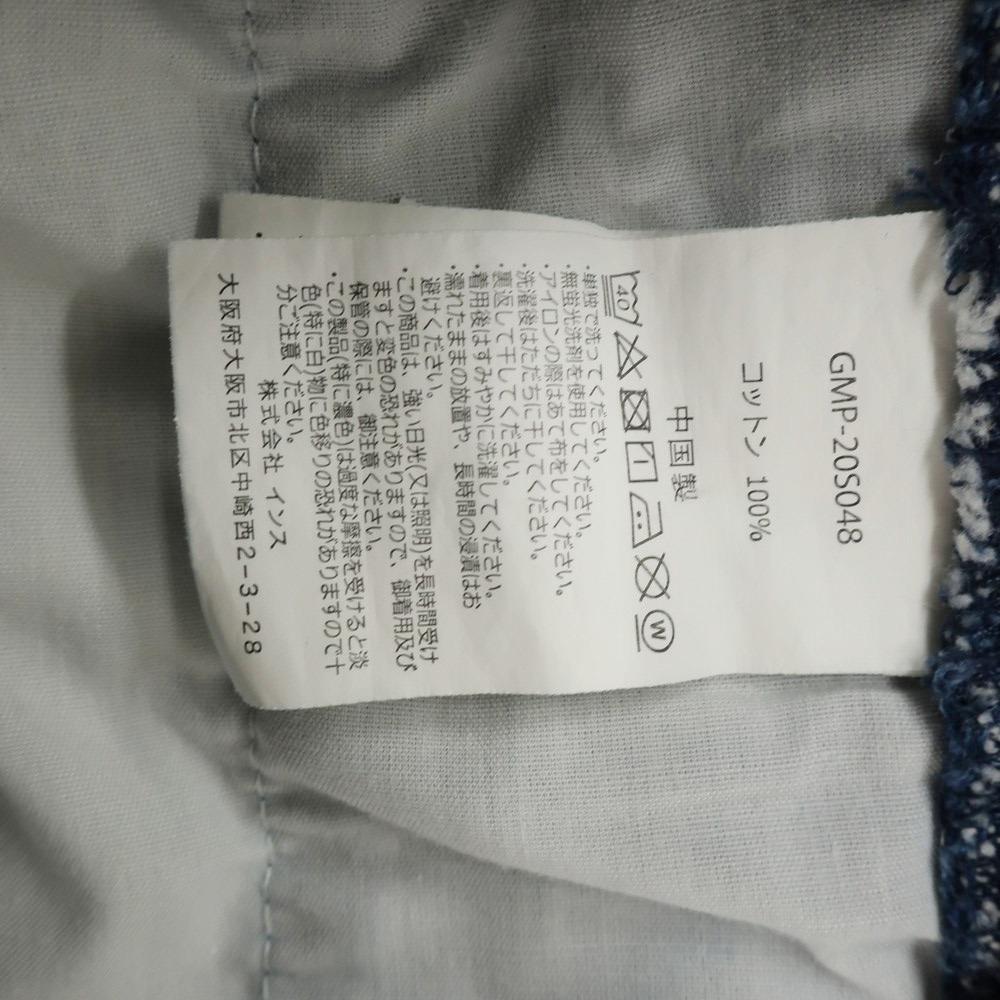 GMP-20S048
コットン 100%
中国製
40
W
・単独で洗ってください。
・無蛍光洗剤を使用してください。
・アイロンの際はあて布をしてください。
・洗濯後はただちに干してください。
・裏返して干してください。
・着用後はすみやかに洗濯してください。
・濡れたままの放置や、長時間の浸漬はお
避けください。
・この商品は、強い日光(又は照明)を長時間受け
ますと変色の恐れがありますので、御着用及び
保管の際には、御注意ください。
・この製品(特に濃色)は過度な摩擦を受けると淡
色(特に白)物に色移りの恐れがありますので十
分ご注意ください。
株式会社 インス
大阪府大阪市北区中崎西2-3-28